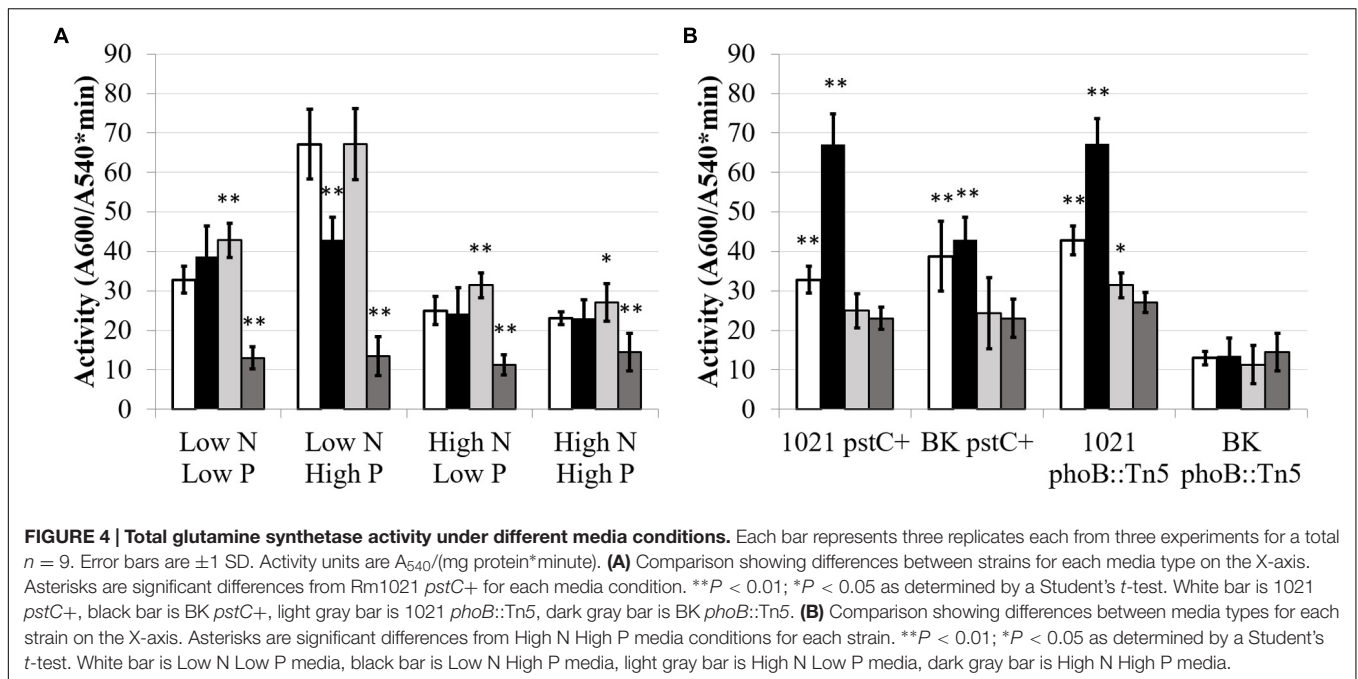 A
B
90
80
70
60
50
40
30
20
10
0
Activity (A600/A540*min)
**
**
**
**
**
**
*
**
Low N
Low P
Low N
High P
High N
Low P
High N
High P
90
80
70
60
50
40
30
20
10
0
Activity (A600/A540*min)
**
**
**
**
**
**
*
1021 pstC+
BK pstC+
1021
phoB::Tn5
BK
phoB::Tn5
FIGURE 4 | Total glutamine synthetase activity under different media conditions. Each bar represents three replicates each from three experiments for a total
n = 9. Error bars are ±1 SD. Activity units are A540/(mg protein*minute). (A) Comparison showing differences between strains for each media type on the X-axis.
Asterisks are significant differences from Rm1021 pstC+ for each media condition. **P < 0.01; *P < 0.05 as determined by a Student's t-test. White bar is 1021
pstC+, black bar is BK pstC+, light gray bar is 1021 phoB::Tn5, dark gray bar is BK phoB::Tn5. (B) Comparison showing differences between media types for each
strain on the X-axis. Asterisks are significant differences from High N High P media conditions for each strain. **P < 0.01; *P < 0.05 as determined by a Student's
t-test. White bar is Low N Low P media, black bar is Low N High P media, light gray bar is High N Low P media, dark gray bar is High N High P media.